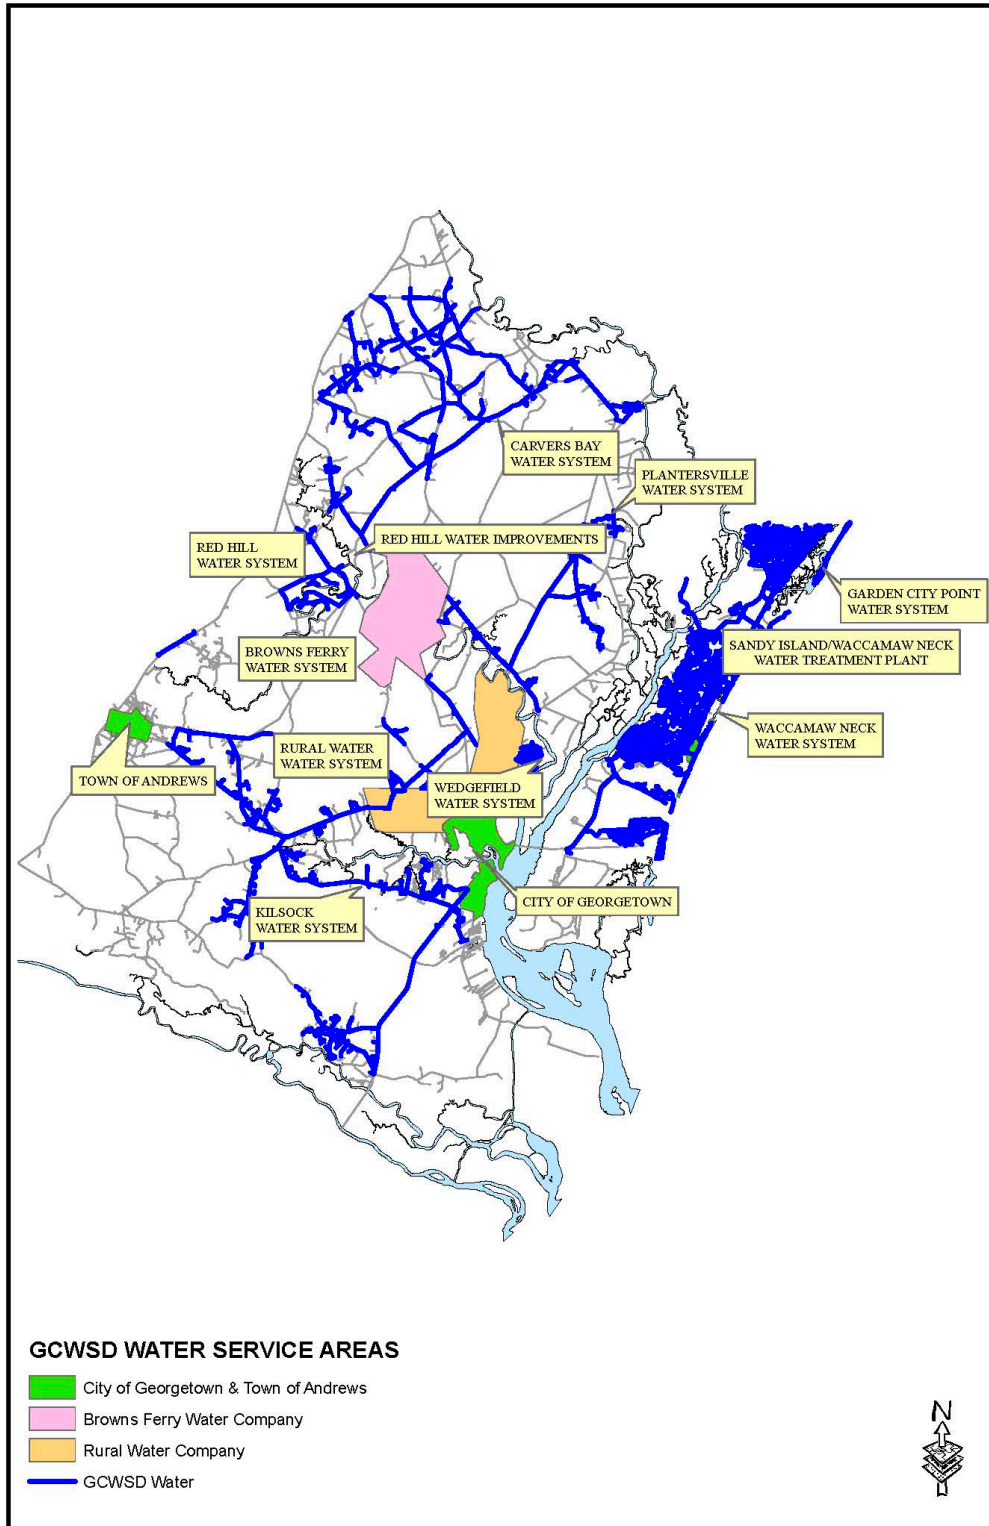 CARVERS BAY
WATER SYSTEM
PLANTERSVILLE
WATER SYSTEM
RED HILL
WATER SYSTEM
RED HILL WATER IMPROVEMENTS
GARDEN CITY POINT
WATER SYSTEM
BROWNS FERRY
WATER SYSTEM
SANDY ISLAND/WACCAMAW NECK
WATER TREATMENT PLANT
WACCAMAW NECK
WATER SYSTEM
RURAL WATER
WATER SYSTEM
TOWN OF ANDREWS
WEDGEFIELD
WATER SYSTEM
CITY OF GEORGETOWN
KILSOCK
WATER SYSTEM
GCWSD WATER SERVICE AREAS
City of Georgetown & Town of Andrews
Browns Ferry Water Company
Rural Water Company
GCWSD Water
N